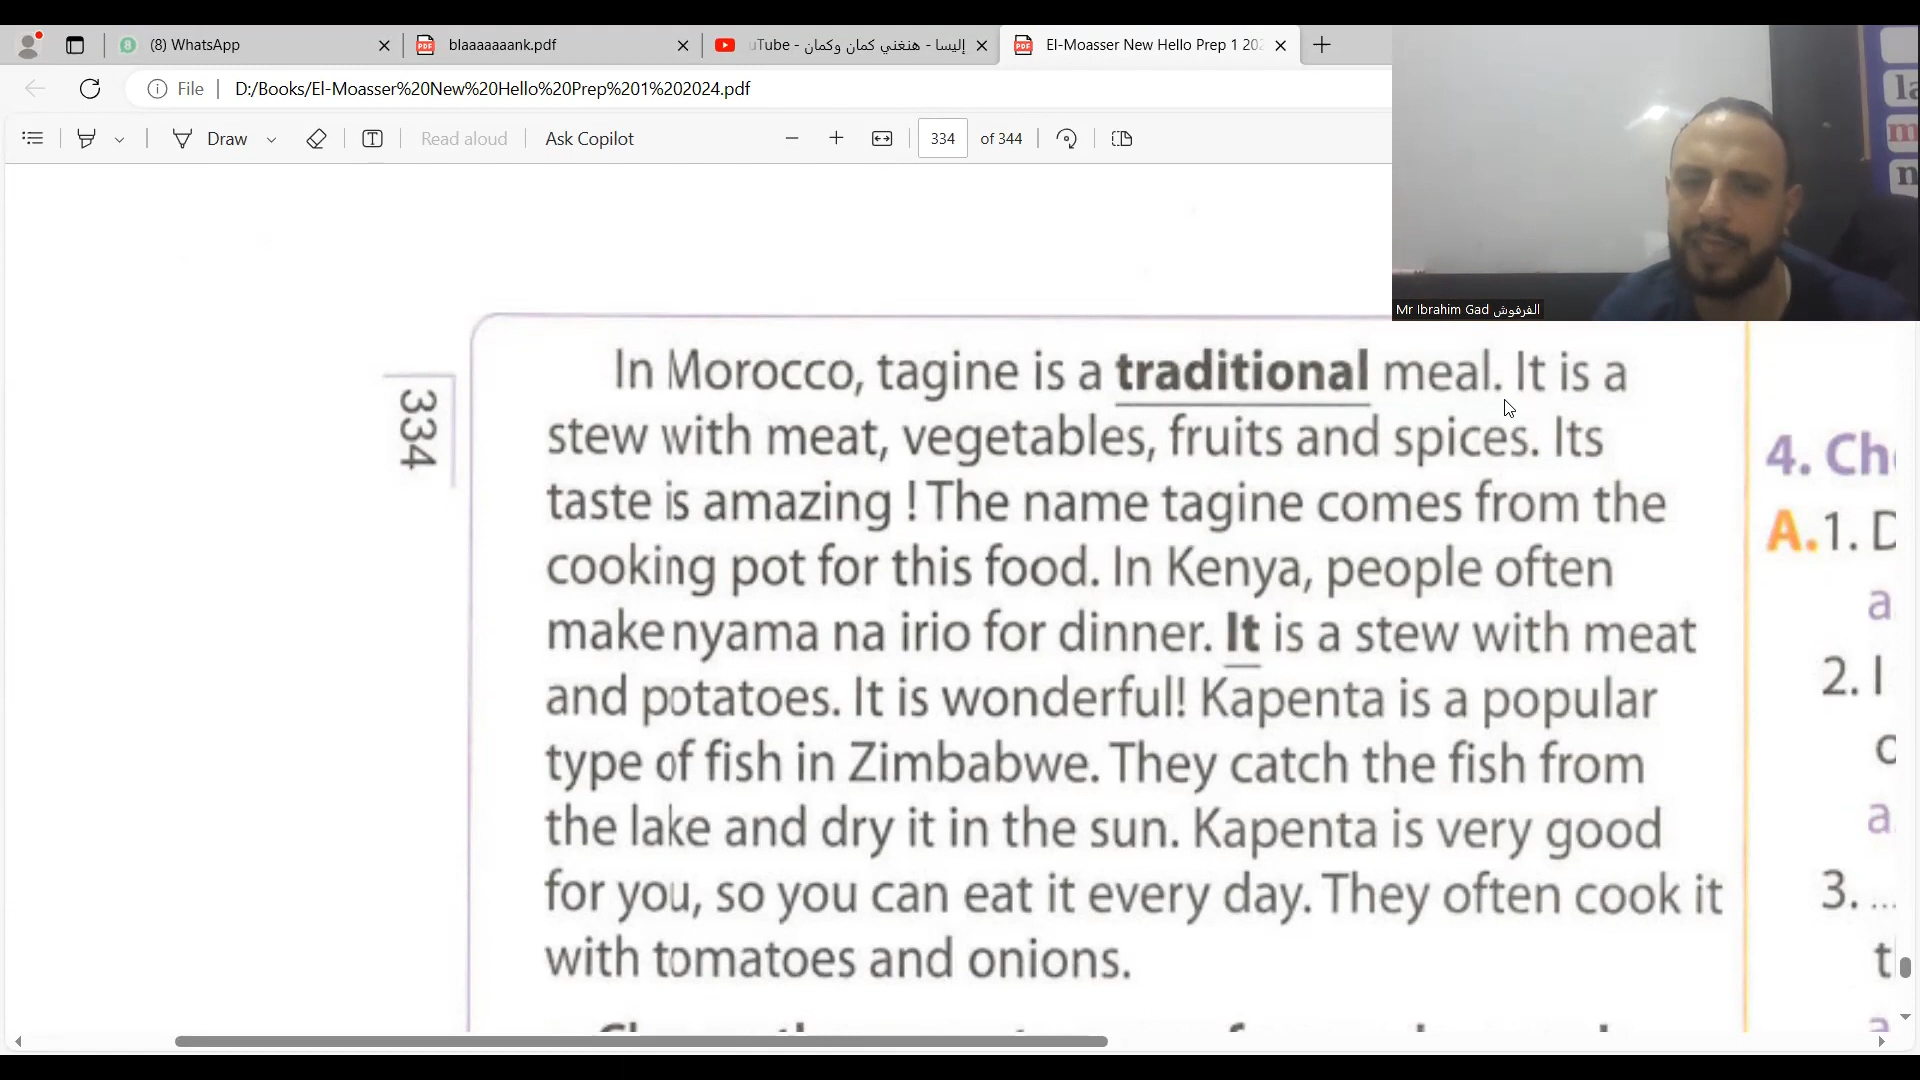 (8) WhatsApp
blaaaaaaank.pdf
إليسا - هنغني كمان وكمان - uTube
El-Moasser New Hello Prep 1 202
File
D:/Books/El-Moasser%20New%20Hello%20Prep%201%202024.pdf
Draw
Read aloud
Ask Copilot
334 of 344
Mr Ibrahim Gad الفرفوش
334
In Morocco, tagine is a traditional meal. It is a
stew with meat, vegetables, fruits and spices. Its
taste is amazing ! The name tagine comes from the
cooking pot for this food. In Kenya, people often
make nyama na irio for dinner. It is a stew with meat
and potatoes. It is wonderful! Kapenta is a popular
type of fish in Zimbabwe. They catch the fish from
the lake and dry it in the sun. Kapenta is very good
for you, so you can eat it every day. They often cook it
with tomatoes and onions.
4. Ch
A. 1. D
a
2. I
a
3. ...
t
a
la
m
n